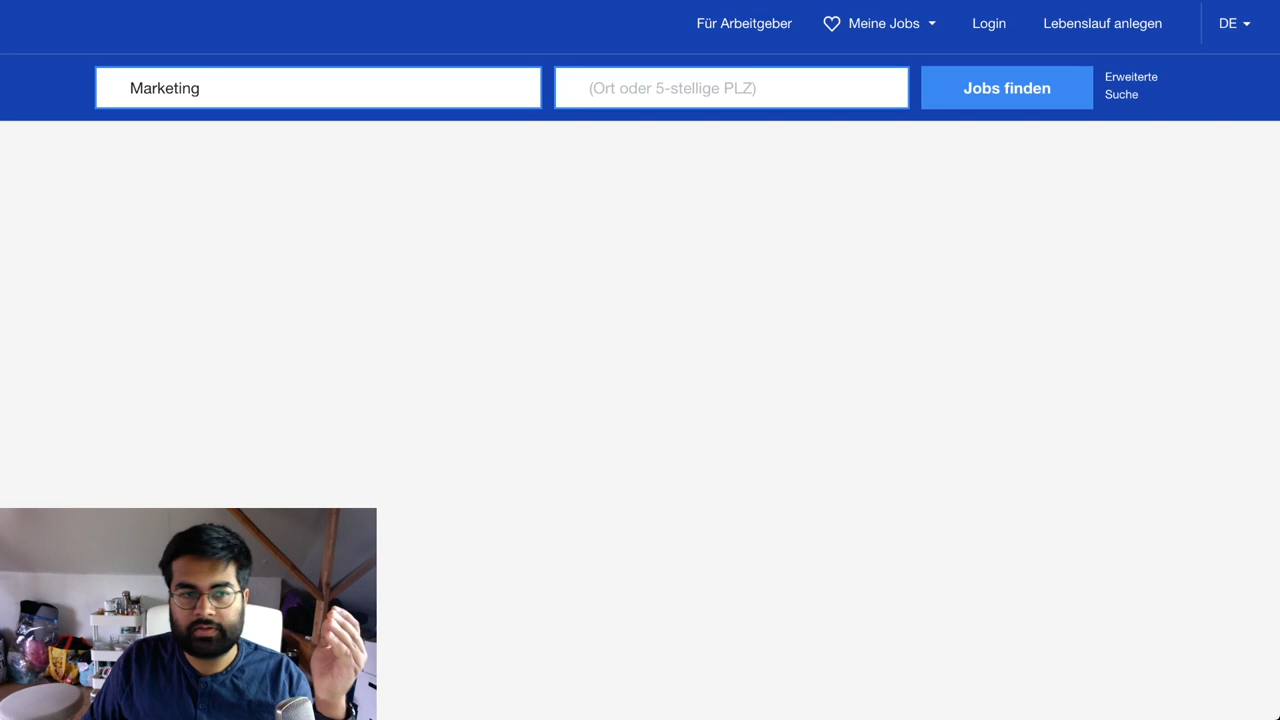 Für Arbeitgeber
Meine Jobs
Login
Lebenslauf anlegen
DE
Marketing
(Ort oder 5-stellige PLZ)
Jobs finden
Erweiterte
Suche